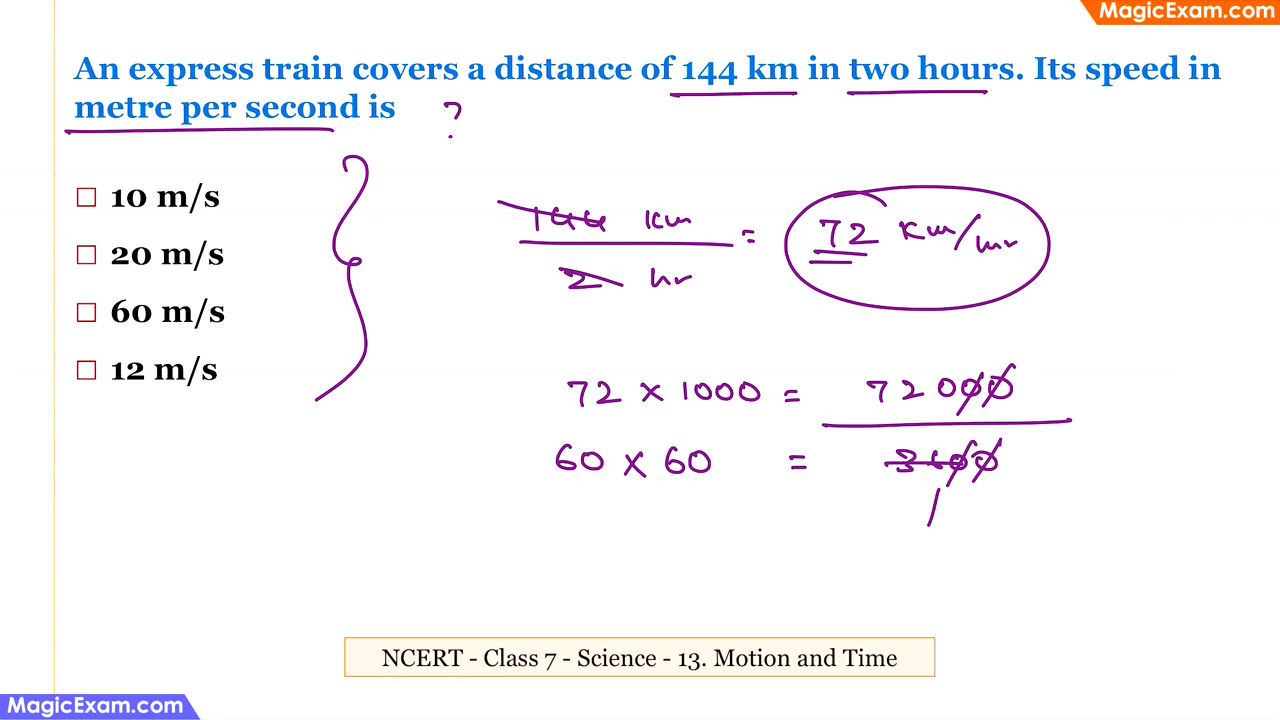 MagicExam.com
An express train covers a distance of 144 km in two hours. Its speed in
metre per second is ?
□ 10 m/s
□ 20 m/s
□ 60 m/s
□ 12 m/s
144 km
2 hr
= 72 km/hr
72 x 1000 = 72000
60 x 60 = 3600
1
NCERT - Class 7 - Science - 13. Motion and Time
MagicExam.com